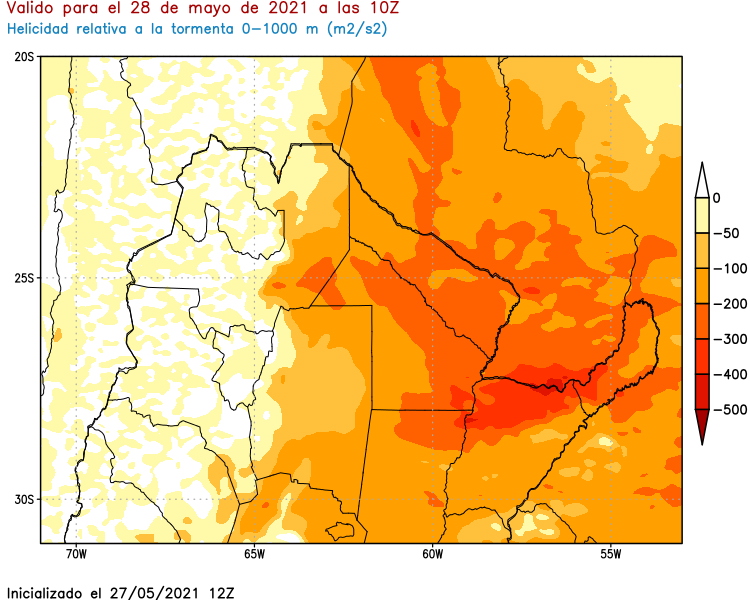 Valido para el 28 de mayo de 2021 a las 10Z
Helicidad relativa a la tormenta 0-1000 m (m2/s2)
20S
25S
30S
70W
65W
60W
55W
0
-50
-100
-200
-300
-400
-500
Inicializado el 27/05/2021 12Z